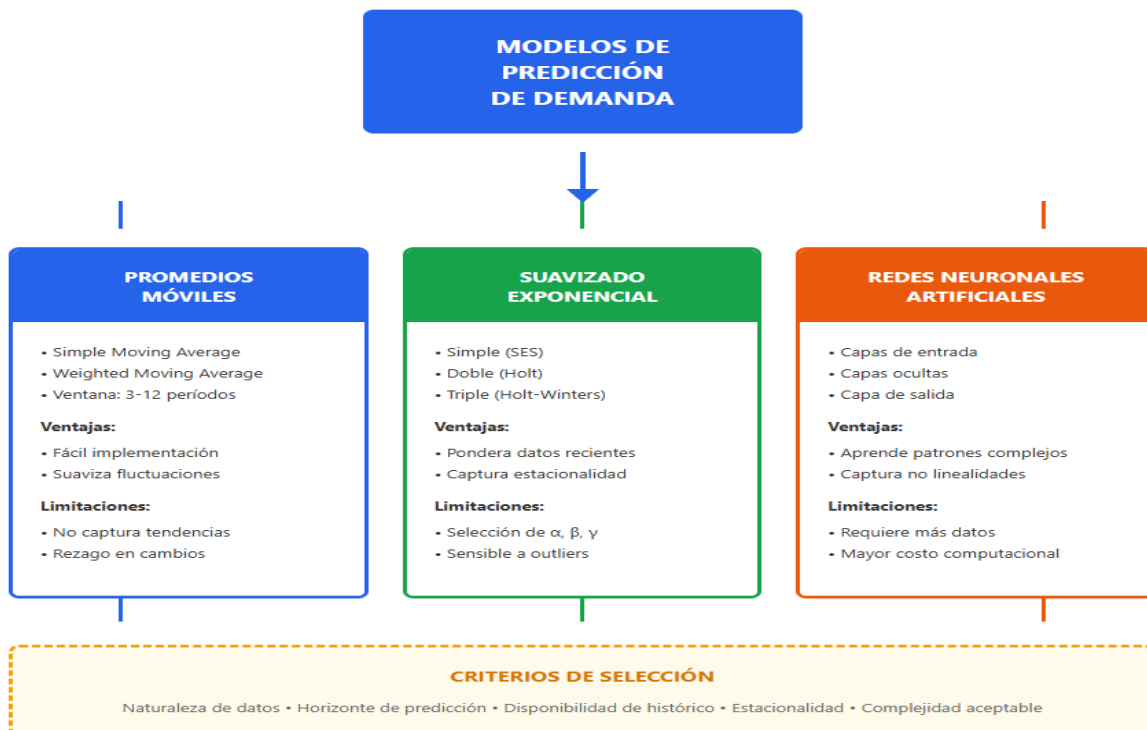 MODELOS DE
PREDICCIÓN
DE DEMANDA
PROMEDIOS
MÓVILES
• Simple Moving Average
• Weighted Moving Average
• Ventana: 3-12 períodos
Ventajas:
• Fácil implementación
• Suaviza fluctuaciones
Limitaciones:
• No captura tendencias
• Rezago en cambios
SUAVIZADO
EXPONENCIAL
• Simple (SES)
• Doble (Holt)
• Triple (Holt-Winters)
Ventajas:
• Pondera datos recientes
• Captura estacionalidad
Limitaciones:
• Selección de α, β, γ
• Sensible a outliers
REDES NEURONALES
ARTIFICIALES
• Capas de entrada
• Capas ocultas
• Capa de salida
Ventajas:
• Aprende patrones complejos
• Captura no linealidades
Limitaciones:
• Requiere más datos
• Mayor costo computacional
CRITERIOS DE SELECCIÓN
Naturaleza de datos • Horizonte de predicción • Disponibilidad de histórico • Estacionalidad • Complejidad aceptable